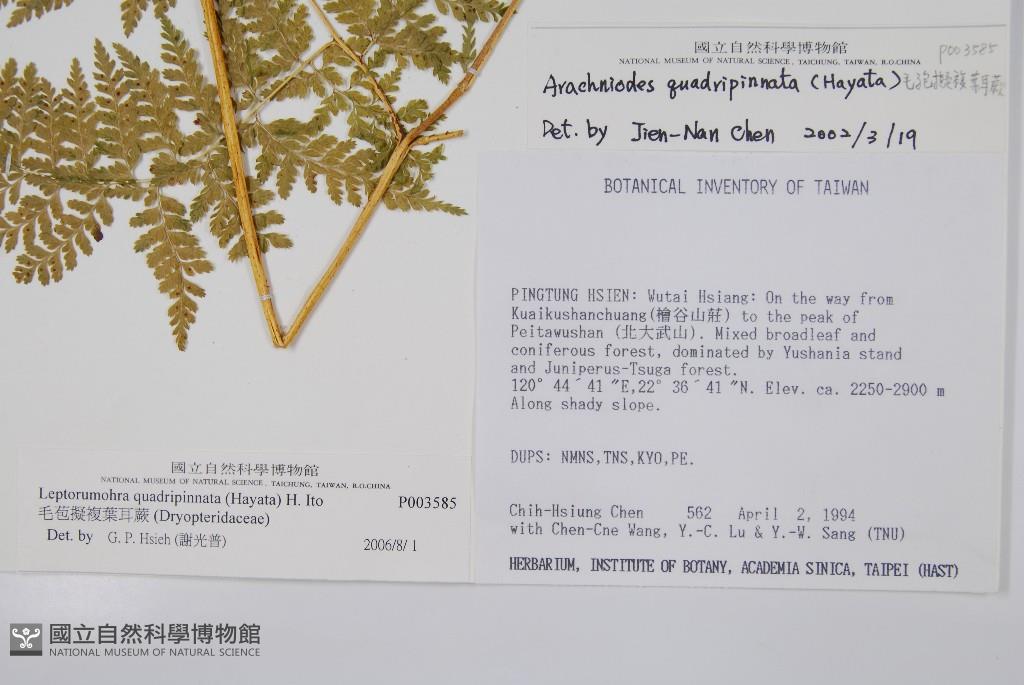 國立自然科學博物館
P003585
NATIONAL MUSEUM OF NATURAL SCIENCE, TAICHUNG, TAIWAN, R.O.CHINA
Arachniodes quadripinnata (Hayata) 毛孢擬複葉耳蕨
Det. by Jien-Nan Chen 2002/3/19
BOTANICAL INVENTORY OF TAIWAN
PINGTUNG HSIEN: Wutai Hsiang: On the way from
Kuaikushanchuang(檜谷山莊) to the peak of
Peitawushan (北大武山). Mixed broadleaf and
coniferous forest, dominated by Yushania stand
and Juniperus-Tsuga forest.
120° 44´41 ″E,22° 36´41 ″N. Elev. ca. 2250-2900 m
Along shady slope.
DUPS: NMNS,TNS,KYO,PE.
Chih-Hsiung Chen 562 April 2, 1994
with Chen-Cne Wang, Y.-C. Lu & Y.-W. Sang (TNU)
HERBARIUM, INSTITUTE OF BOTANY, ACADEMIA SINICA, TAIPEI (HAST)
國立自然科學博物館
NATIONAL MUSEUM OF NATURAL SCIENCE, TAICHUNG, TAIWAN, R.O.CHINA
Leptorumohra quadripinnata (Hayata) H. Ito P003585
毛苞擬複葉耳蕨 (Dryopteridaceae)
Det. by G. P. Hsieh (謝光普) 2006/8/1
國立自然科學博物館
NATIONAL MUSEUM OF NATURAL SCIENCE